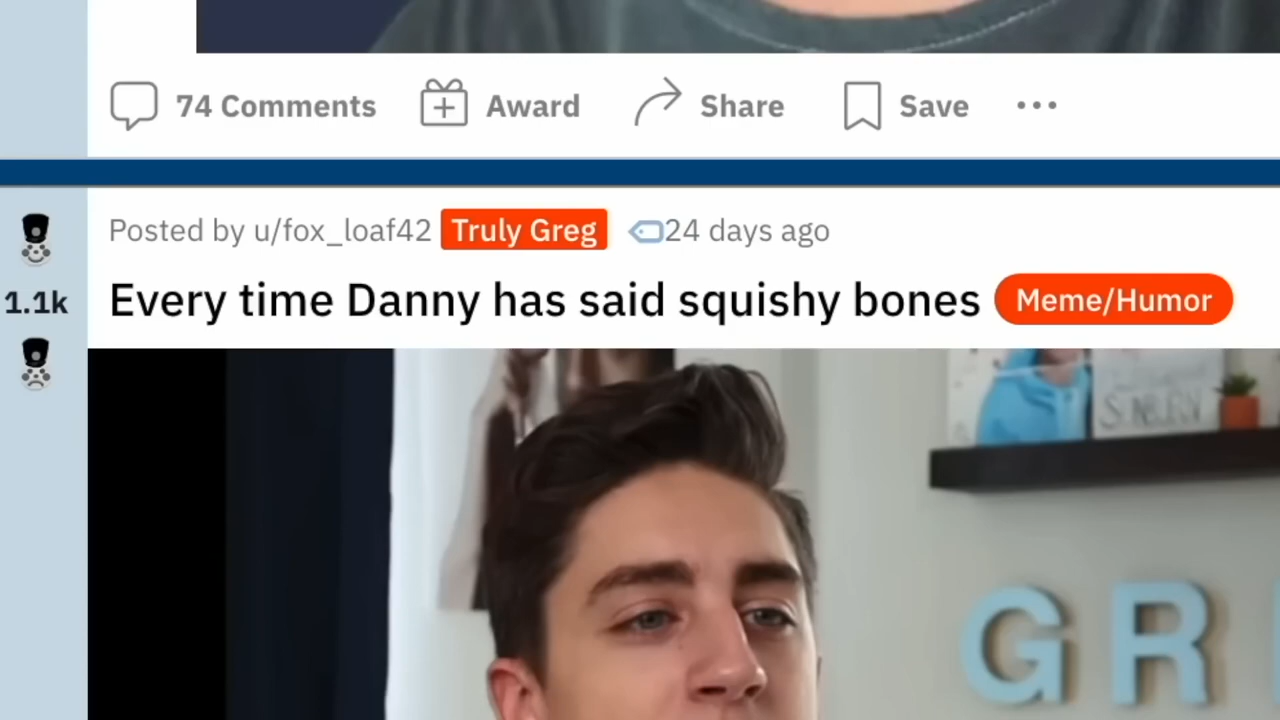 74 Comments Award Share Save
Posted by u/fox_loaf42 Truly Greg 24 days ago
1.1k
Every time Danny has said squishy bones Meme/Humor
SUNBURN
GR